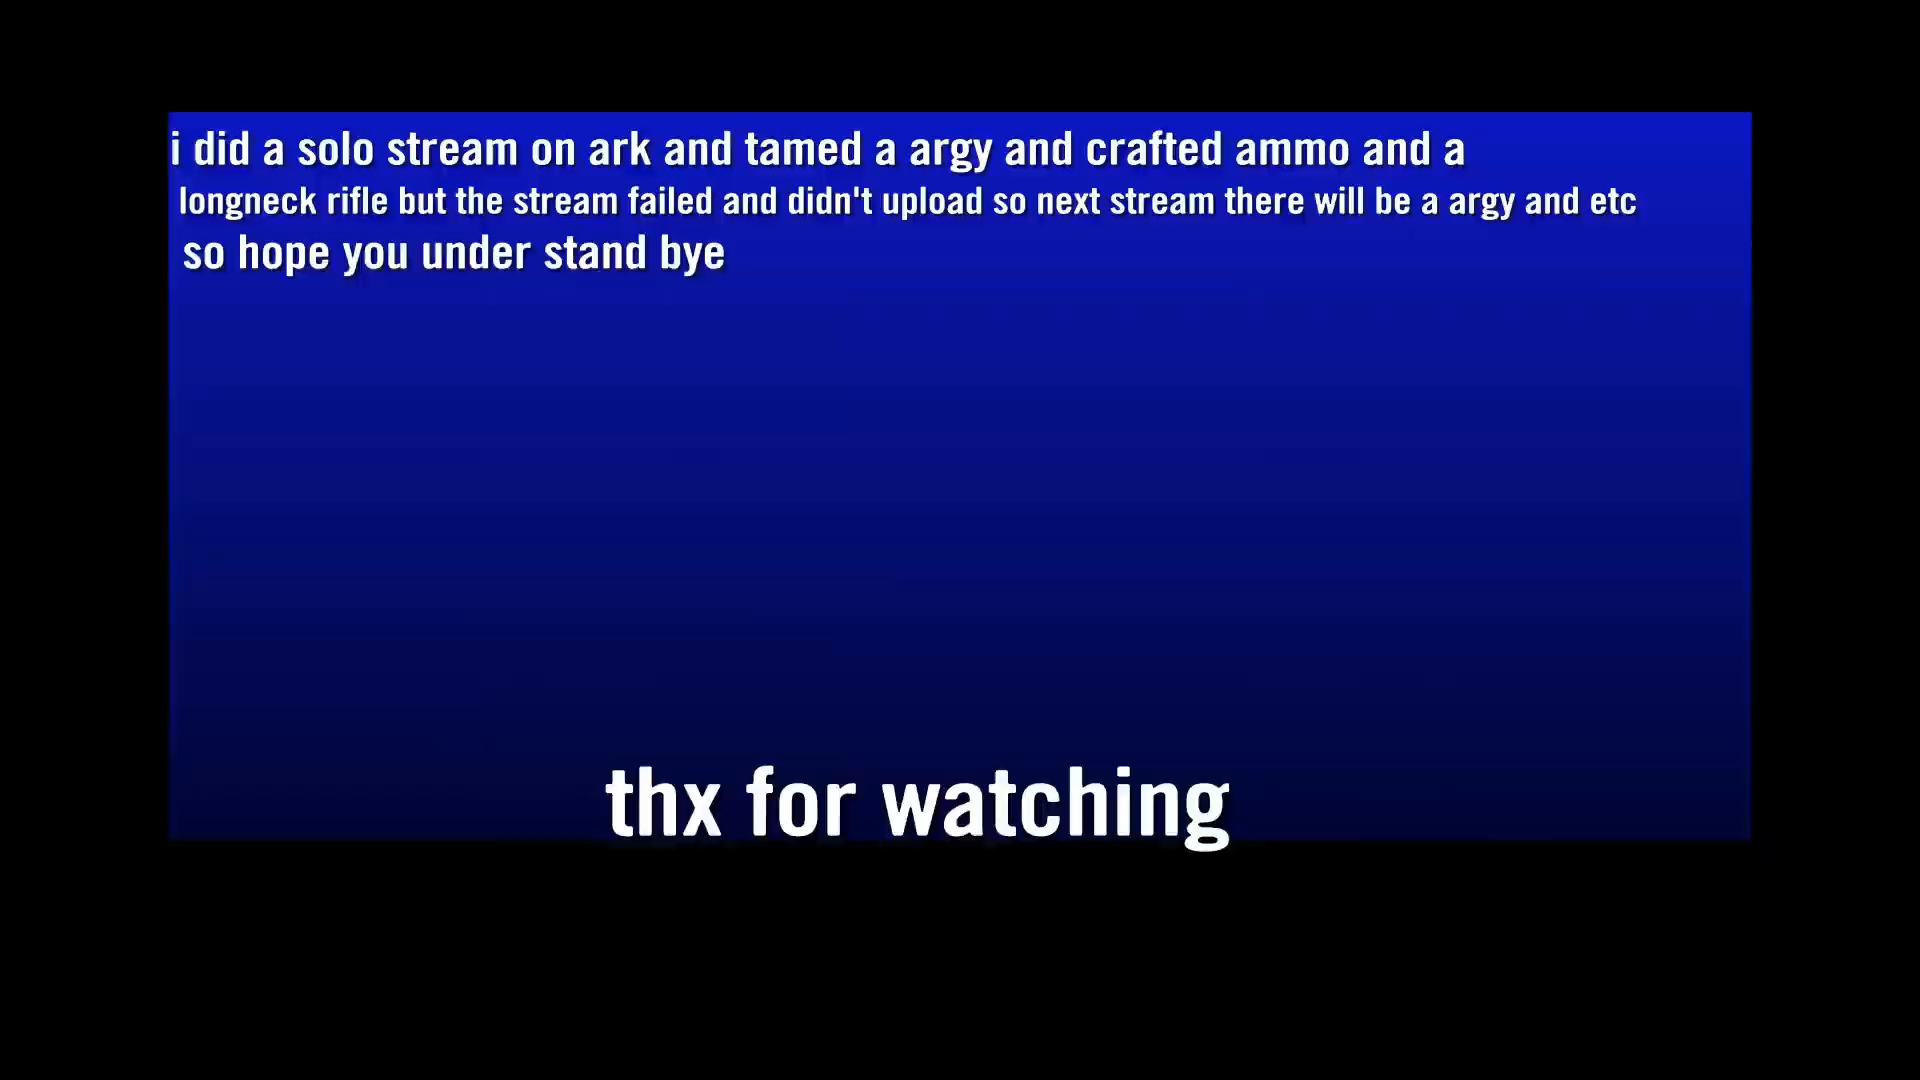 i did a solo stream on ark and tamed a argy and crafted ammo and a
longneck rifle but the stream failed and didn't upload so next stream there will be a argy and etc
so hope you under stand bye
thx for watching